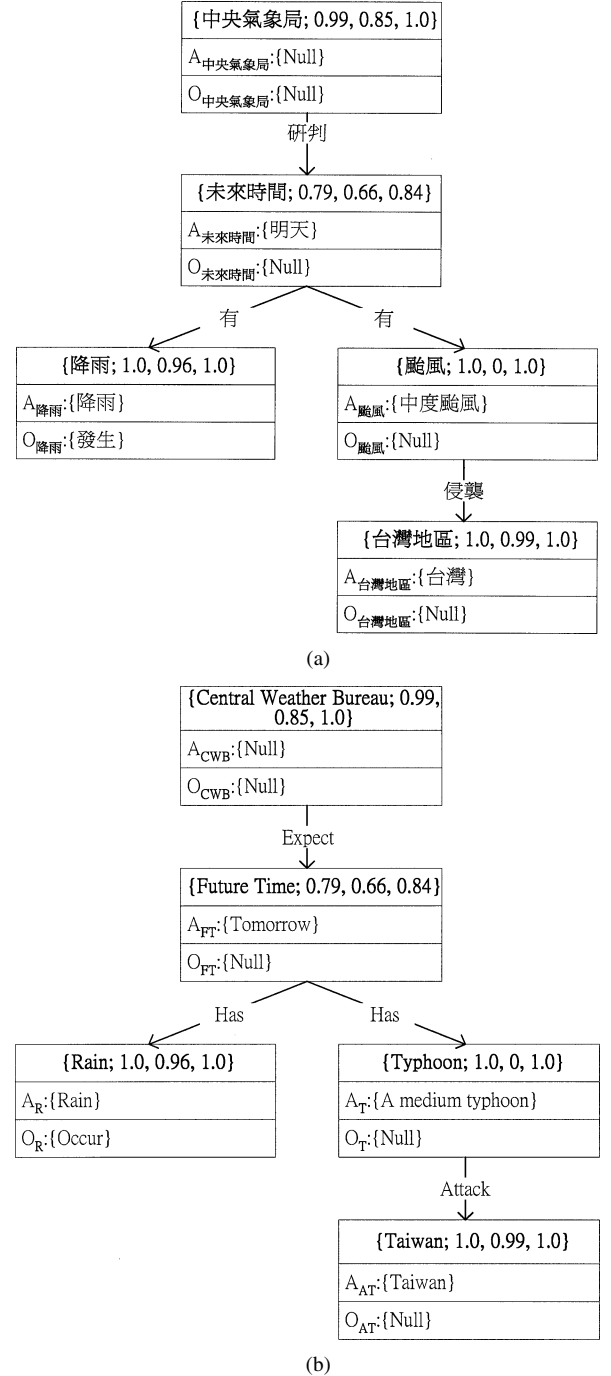 {中央氣象局; 0.99, 0.85, 1.0}
A中央氣象局:{Null}
O中央氣象局:{Null}
研判
{未來時間; 0.79, 0.66, 0.84}
A未來時間:{明天}
O未來時間:{Null}
有
有
{降雨; 1.0, 0.96, 1.0}
A降雨:{降雨}
O降雨:{發生}
{颱風; 1.0, 0, 1.0}
A颱風:{中度颱風}
O颱風:{Null}
侵襲
{台灣地區; 1.0, 0.99, 1.0}
A台灣地區:{台灣}
O台灣地區:{Null}
(a)
{Central Weather Bureau; 0.99,
0.85, 1.0}
ACWB:{Null}
OCWB:{Null}
Expect
{Future Time; 0.79, 0.66, 0.84}
AFT:{Tomorrow}
OFT:{Null}
Has
Has
{Rain; 1.0, 0.96, 1.0}
AR:{Rain}
OR:{Occur}
{Typhoon; 1.0, 0, 1.0}
AT:{A medium typhoon}
OT:{Null}
Attack
{Taiwan; 1.0, 0.99, 1.0}
AAT:{Taiwan}
OAT:{Null}
(b)